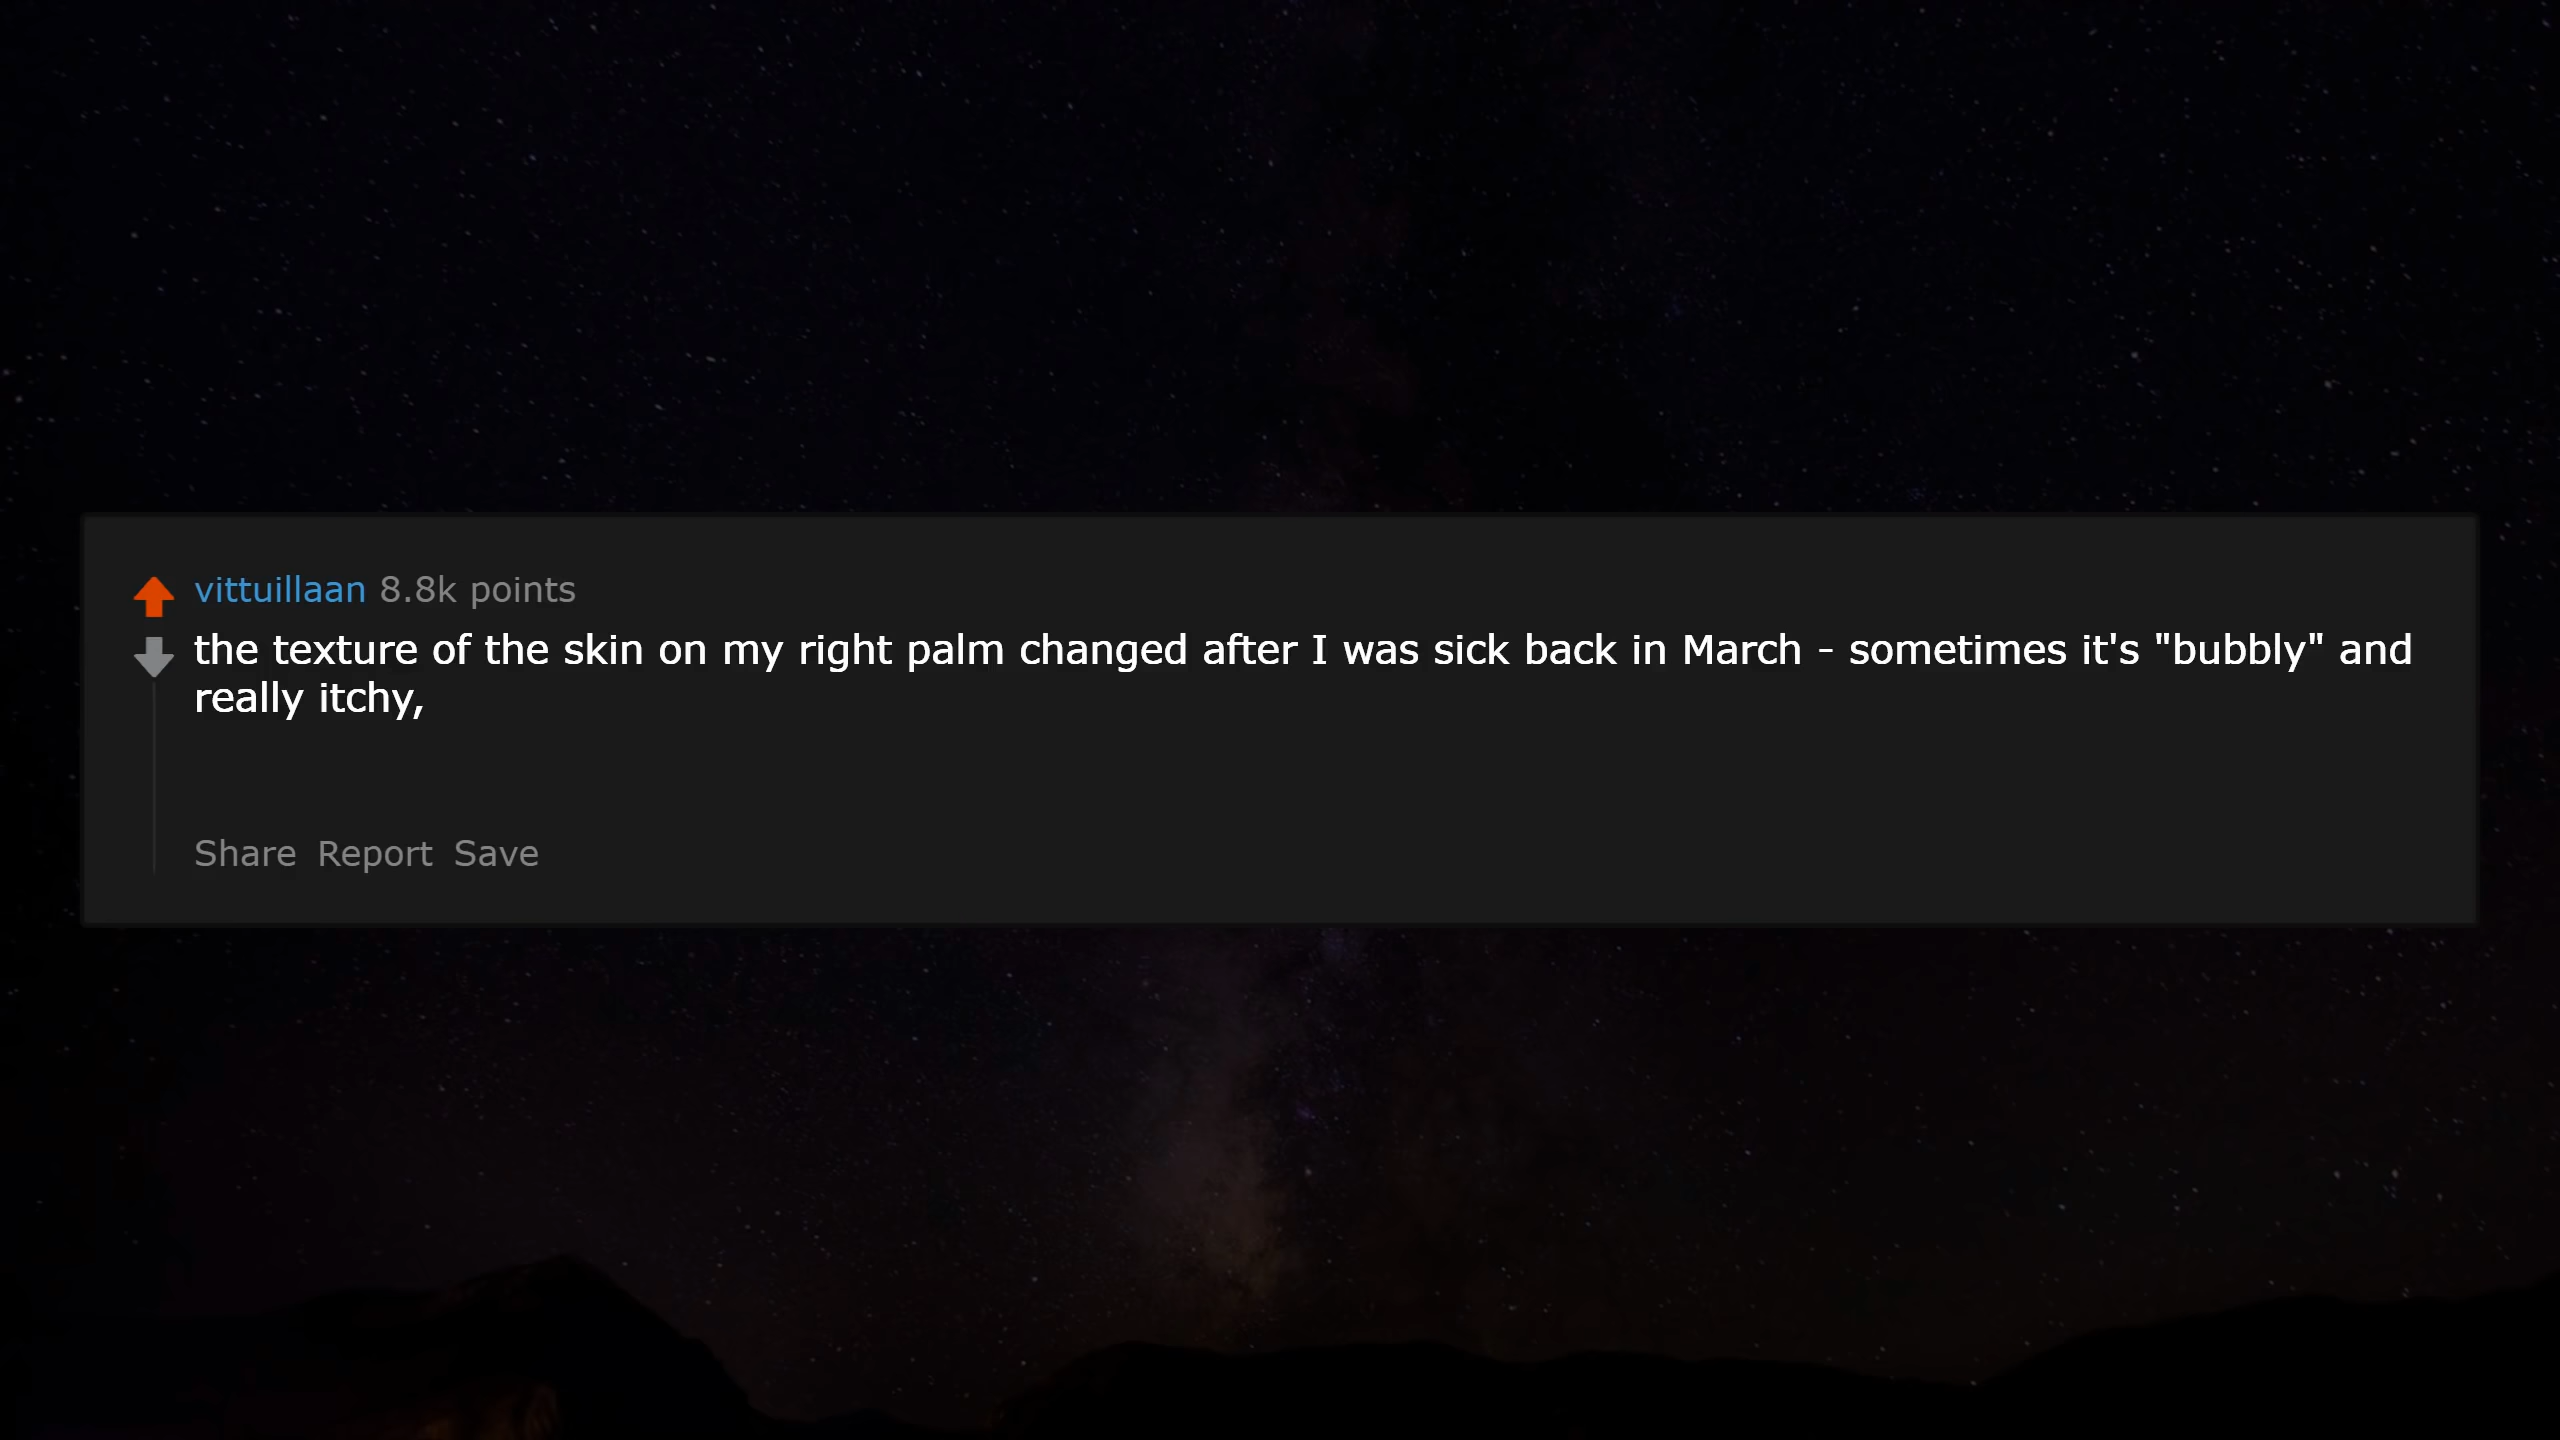 vittuillaan 8.8k points
the texture of the skin on my right palm changed after I was sick back in March - sometimes it's "bubbly" and
really itchy,
Share Report Save